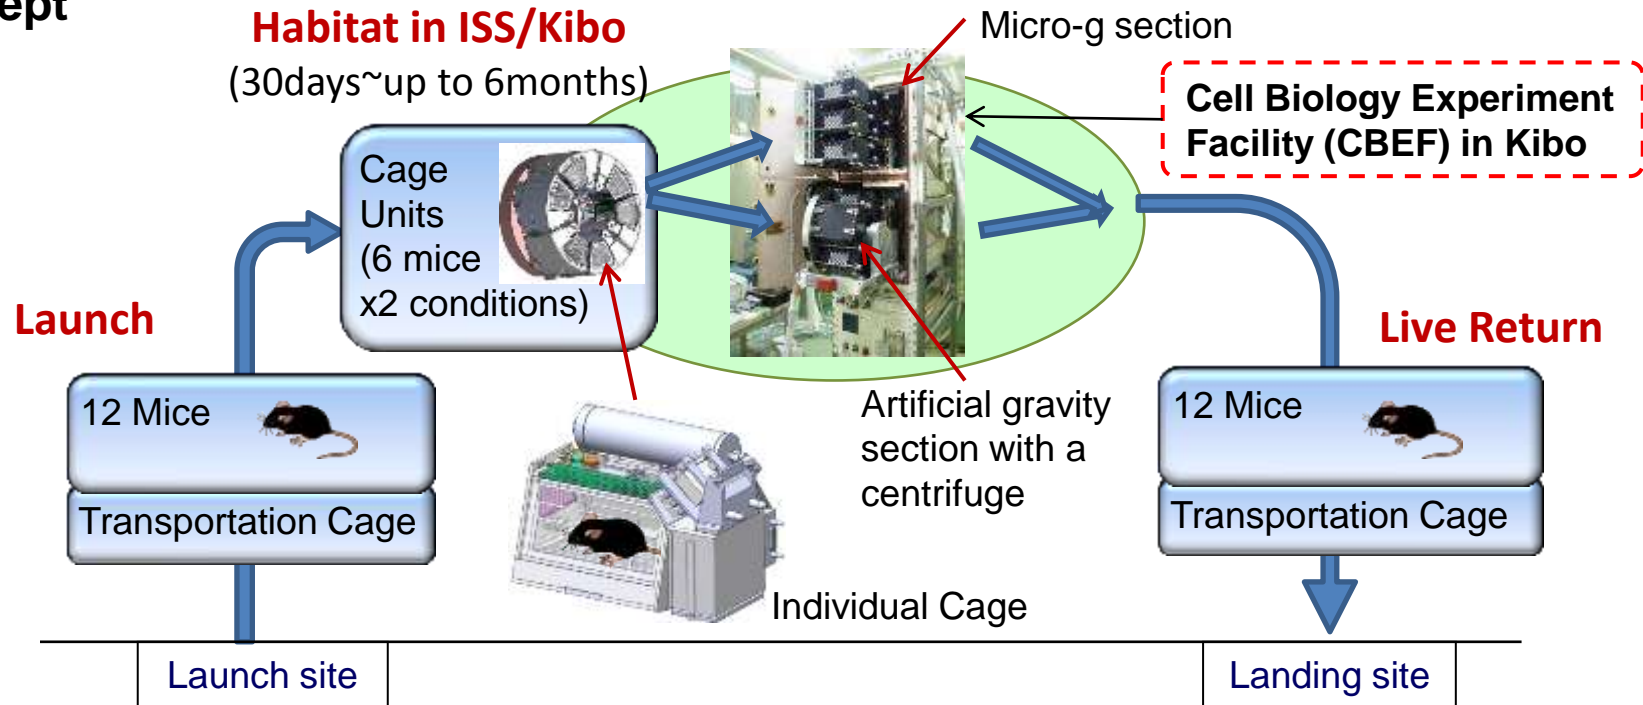 Habitat in ISS/Kibo
(30days~up to 6months)
Micro-g section
Cell Biology Experiment
Facility (CBEF) in Kibo
Cage
Units
(6 mice
x2 conditions)
Launch
Live Return
12 Mice
Transportation Cage
Artificial gravity
section with a
centrifuge
12 Mice
Transportation Cage
Individual Cage
Launch site
Landing site